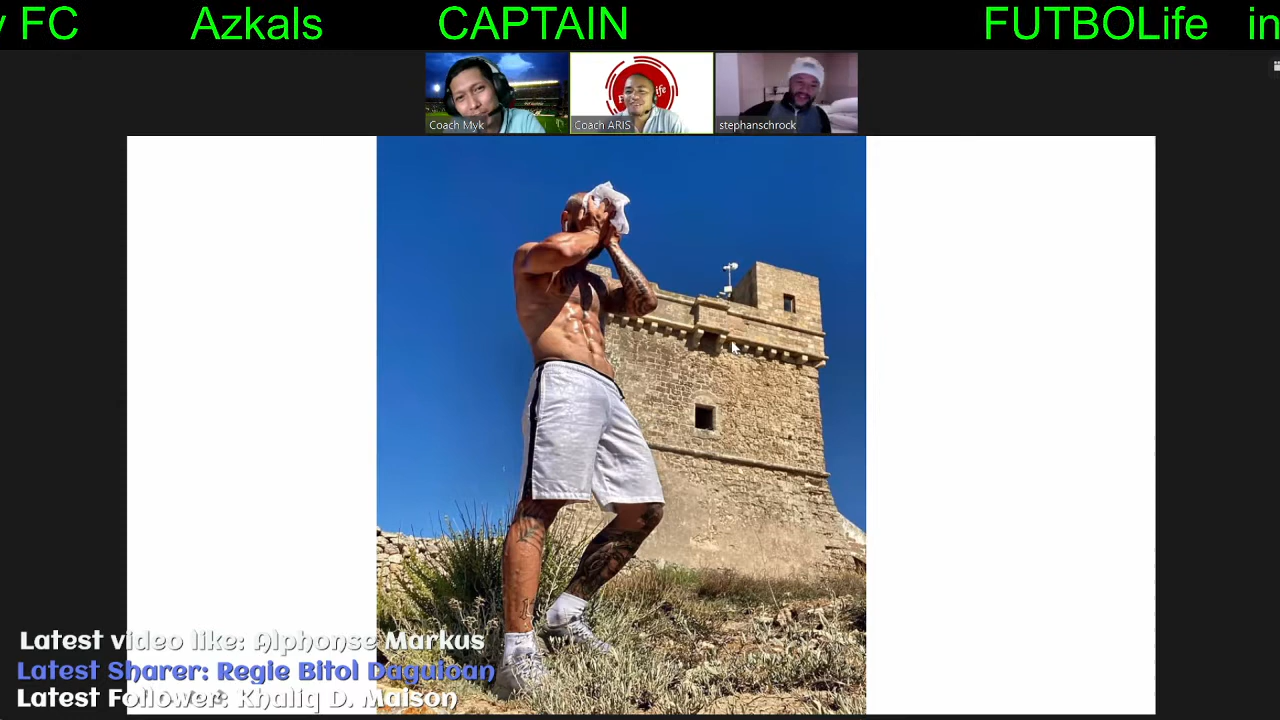 FC Azkals CAPTAIN FUTBOLife in
Coach Myk
Coach ARIS
stephanschrock
Latest video like: Alphonse Markus
Latest Sharer: Regie Bitol Daguloan
Latest Follower: Khaliq D. Maison